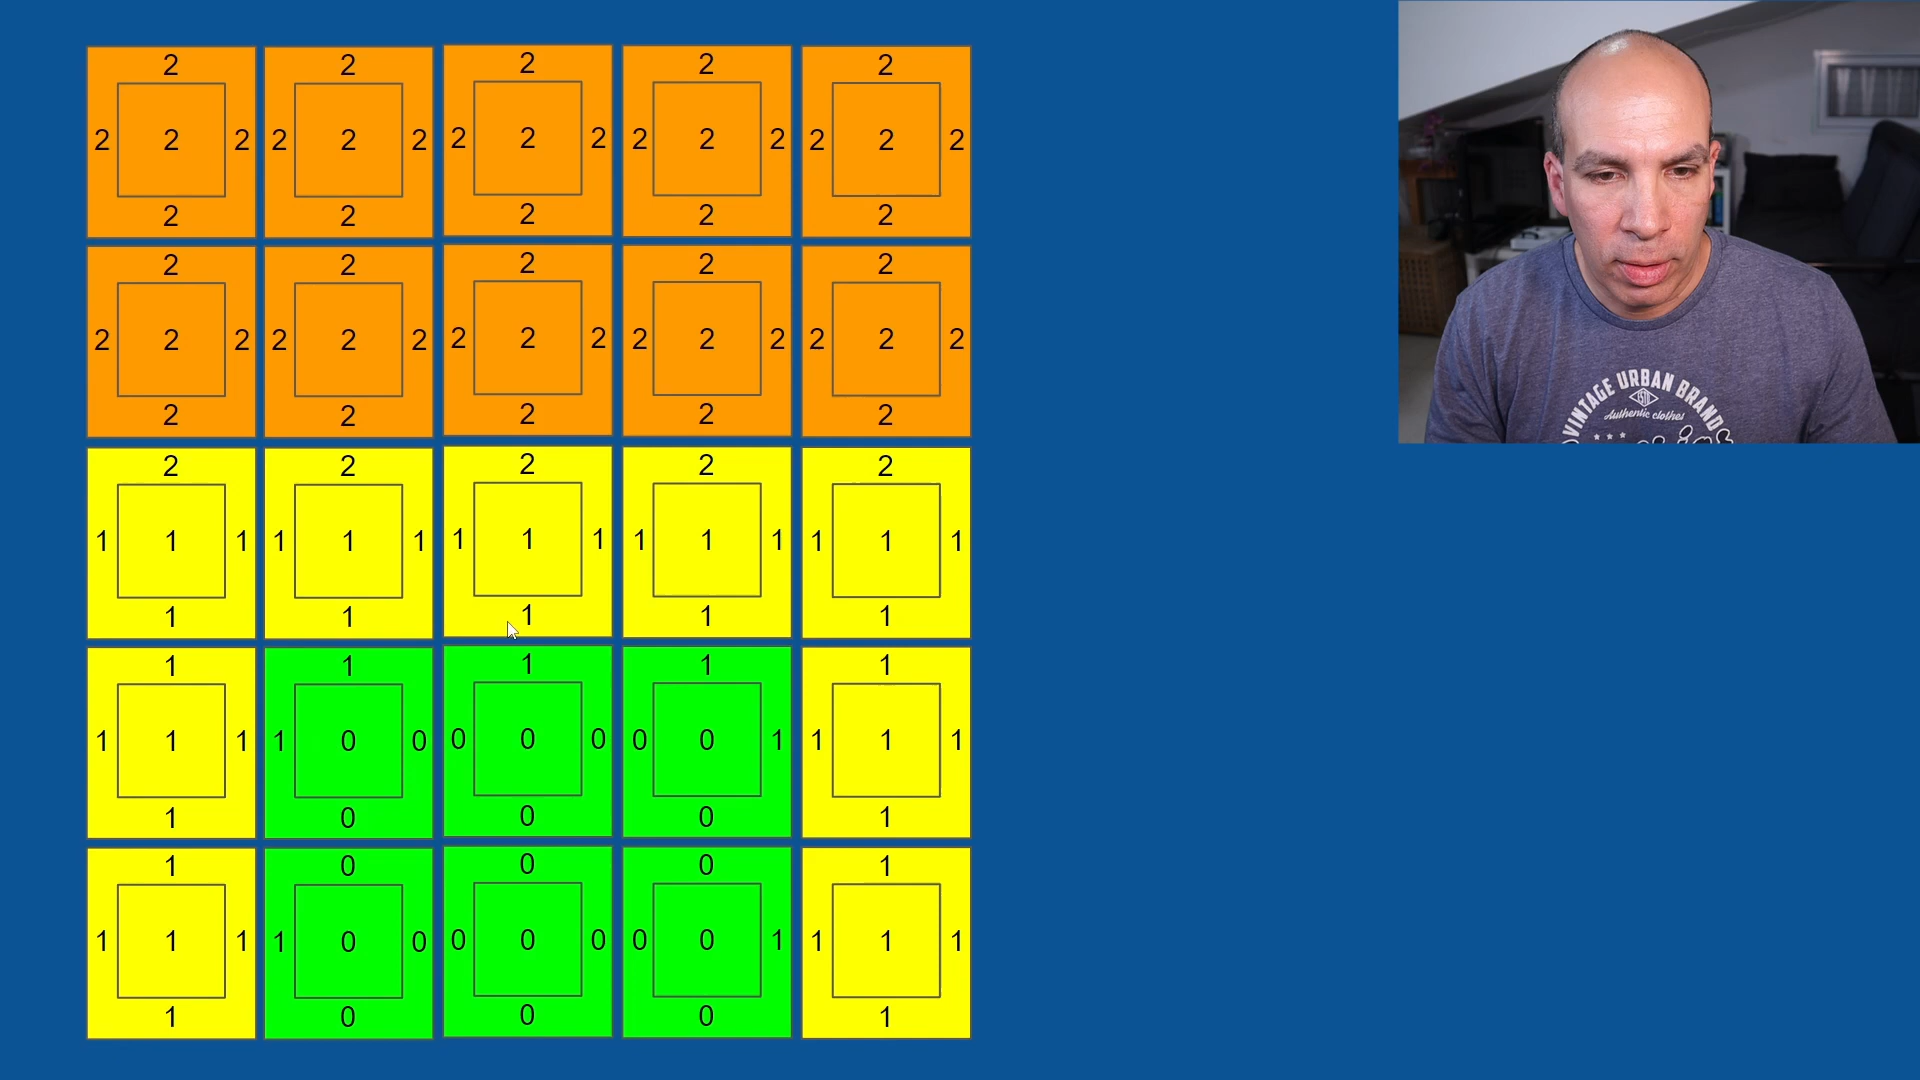 2 2 2 2 2
2 2 2 2 2 2 2 2 2 2 2 2 2 2 2
2 2 2 2 2
2 2 2 2 2
2 2 2 2 2 2 2 2 2 2 2 2 2 2 2
2 2 2 2 2
2 2 2 2 2
1 1 1 1 1 1 1 1 1 1 1 1 1 1 1
1 1 1 1 1
1 1 1 1 1
1 1 1 1 0 0 0 0 0 0 0 1 1 1 1
1 0 0 0 1
1 0 0 0 1
1 1 1 1 0 0 0 0 0 0 0 1 1 1 1
1 0 0 0 1
VINTAGE URBAN BRAND
ESTD
Authentic clothes